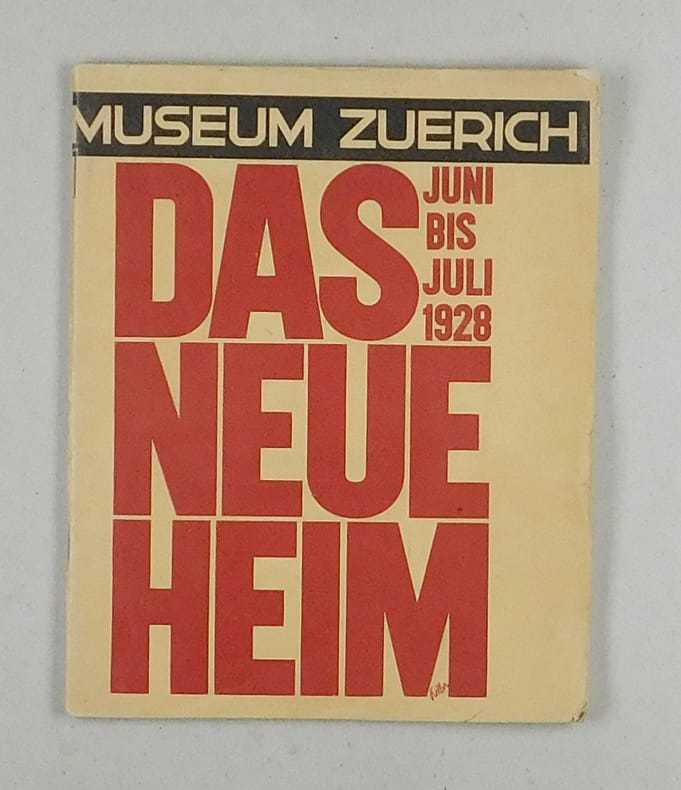 MUSEUM ZUERICH
DAS
JUNI
BIS
JULI
1928
NEUE
HEIM